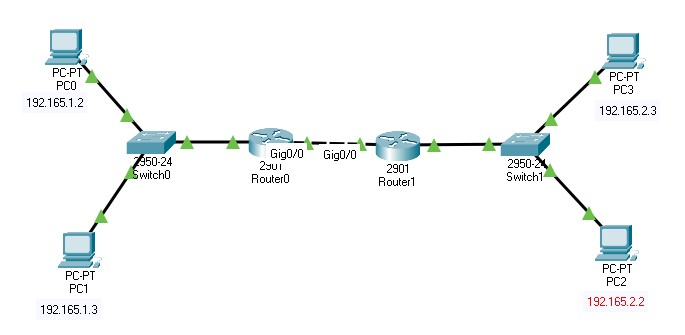 PC-PT
PC0
192.165.1.2
PC-PT
PC3
192.165.2.3
2950-24
Switch0
Gig0/0
2901
Router0
Gig0/0
2901
Router1
2950-24
Switch1
PC-PT
PC1
192.165.1.3
PC-PT
PC2
192.165.2.2